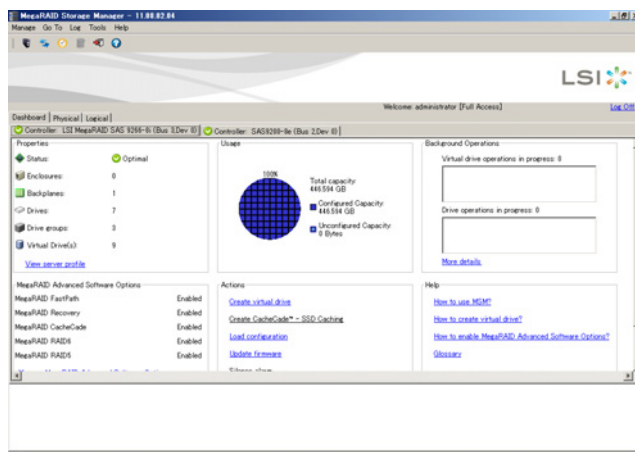 MegaRAID Storage Manager - 11.08.02.04
Manage Go To Log Tools Help
LSI
Welcome: administrator [Full Access]
Log Off
Dashboard Physical Logical
Controller: LSI MegaRAID SAS 9266-8i (Bus 3,Dev 0)
Controller: SAS9200-8e (Bus 2,Dev 0)
Properties
Status: Optimal
Enclosures: 0
Backplanes: 1
Drives: 7
Drive groups: 3
Virtual Drive(s): 9
View server profile
Usage
100%
Total capacity:
446.594 GB
Configured Capacity:
446.594 GB
Unconfigured Capacity:
0 Bytes
Background Operations
Virtual drive operations in progress: 0
Drive operations in progress: 0
More details
MegaRAID Advanced Software Options
MegaRAID FastPath Enabled
MegaRAID Recovery Enabled
MegaRAID CacheCade Enabled
MegaRAID RAID6 Enabled
MegaRAID RAID5 Enabled
Actions
Create virtual drive
Create CacheCade™ - SSD Caching
Load configuration
Update firmware
Silence alarm
Help
How to use MSM?
How to create virtual drive?
How to enable MegaRAID Advanced Software Options?
Glossary